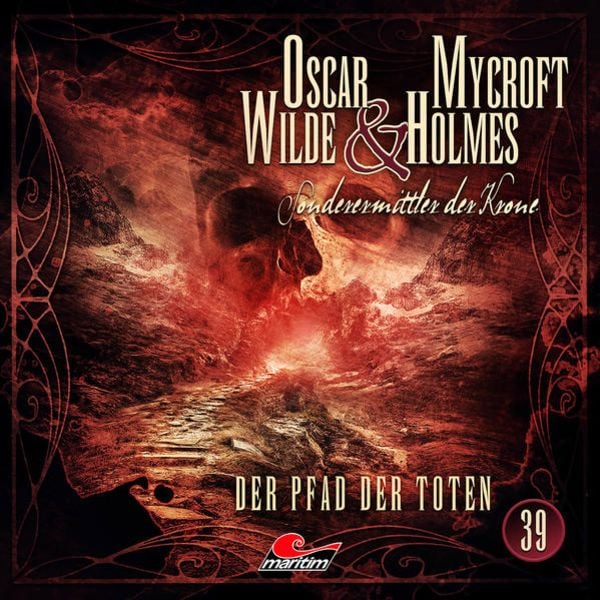 OSCAR WILDE & MYCROFT HOLMES
Sonderermittler der Krone
DER PFAD DER TOTEN
39
maritim